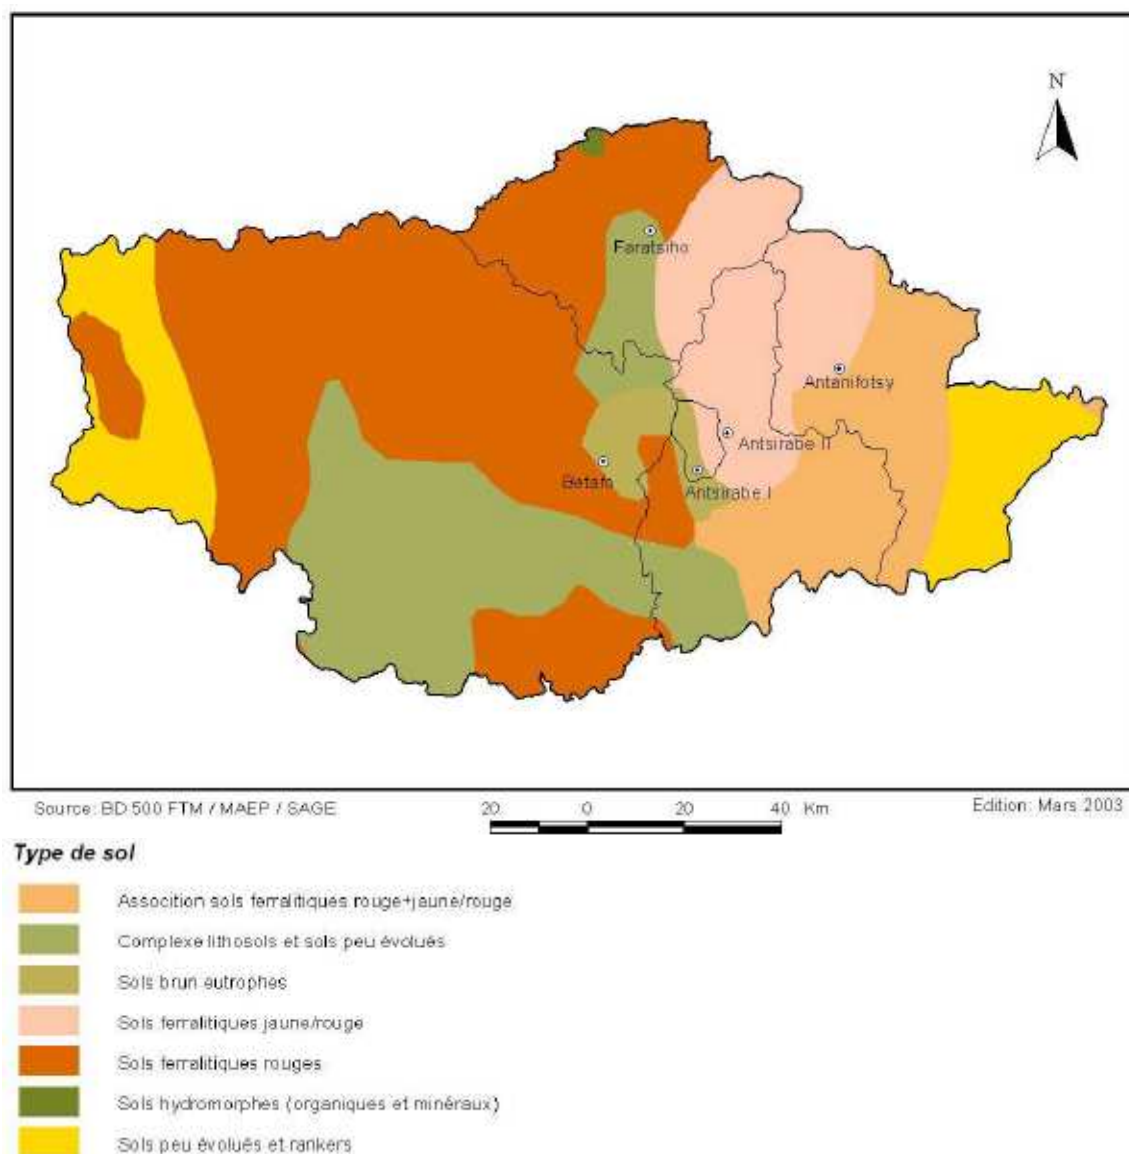 N
Faratsiho
Antanifotsy
Antsirabe II
Betafo
Antsirabe I
Source: BD 500 FTM / MAEP / SAGE
20 0 20 40 Km
Edition: Mars 2003
Type de sol
Assocition sols ferralitiques rouge+jaune/rouge
Complexe lithosols et sols peu évolués
Sols brun eutrophes
Sols ferralitiques jaune/rouge
Sols ferralitiques rouges
Sols hydromorphes (organiques et minéraux)
Sols peu évolués et rankers